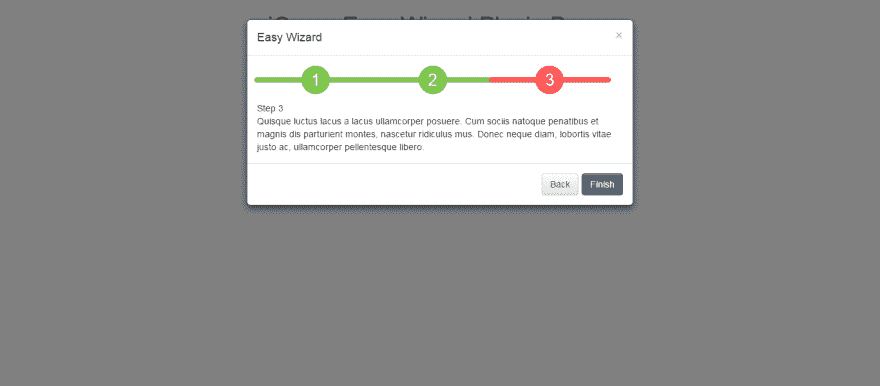 Easy Wizard
×
1 2 3
Step 3
Quisque luctus lacus a lacus ullamcorper posuere. Cum sociis natoque penatibus et
magnis dis parturient montes, nascetur ridiculus mus. Donec neque diam, lobortis vitae
justo ac, ullamcorper pellentesque libero.
Back Finish